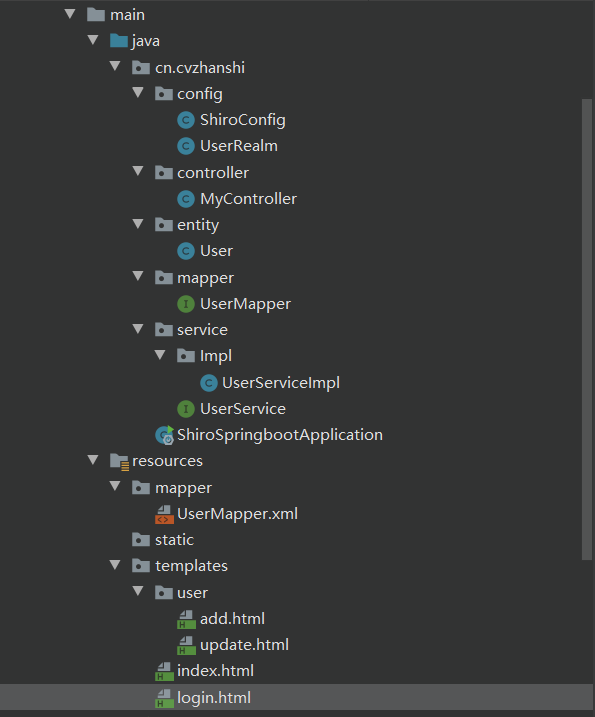 main
java
cn.cvzhanshi
config
ShiroConfig
UserRealm
controller
MyController
entity
User
mapper
UserMapper
service
Impl
UserServiceImpl
UserService
ShiroSpringbootApplication
resources
mapper
UserMapper.xml
static
templates
user
add.html
update.html
index.html
login.html